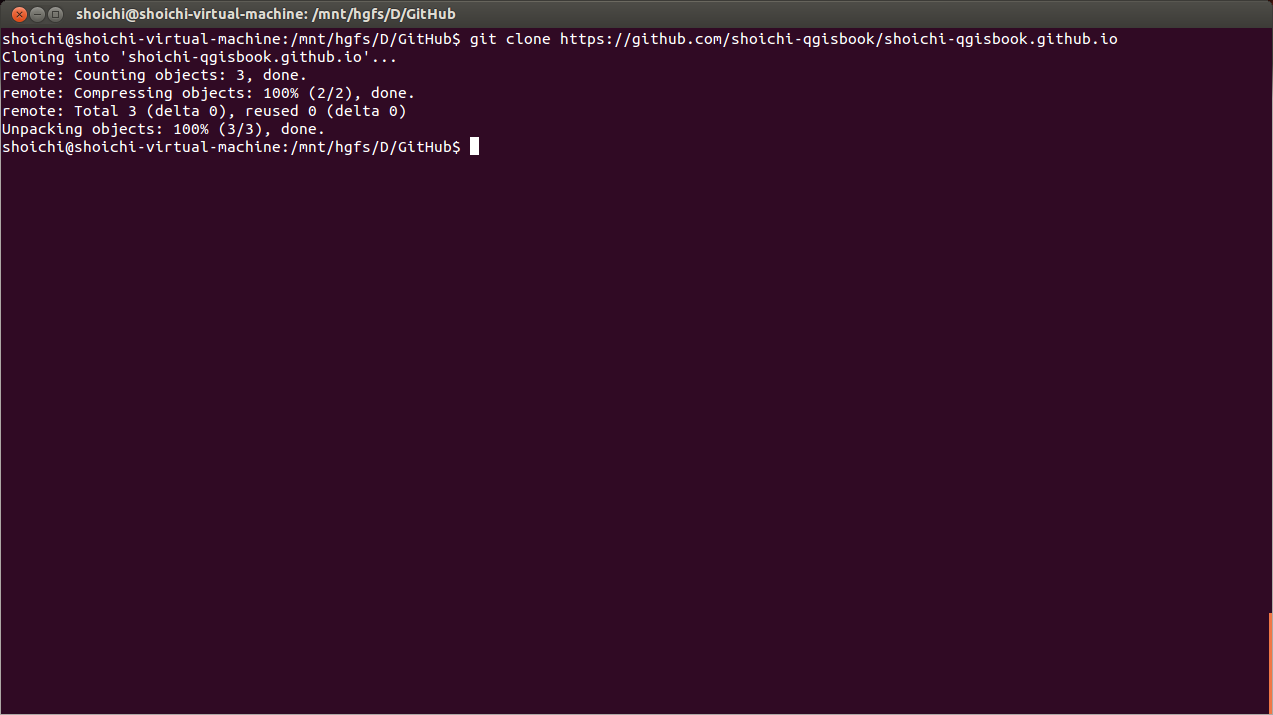 shoichi@shoichi-virtual-machine: /mnt/hgfs/D/GitHub
shoichi@shoichi-virtual-machine:/mnt/hgfs/D/GitHub$ git clone https://github.com/shoichi-qgisbook/shoichi-qgisbook.github.io
Cloning into 'shoichi-qgisbook.github.io'...
remote: Counting objects: 3, done.
remote: Compressing objects: 100% (2/2), done.
remote: Total 3 (delta 0), reused 0 (delta 0)
Unpacking objects: 100% (3/3), done.
shoichi@shoichi-virtual-machine:/mnt/hgfs/D/GitHub$